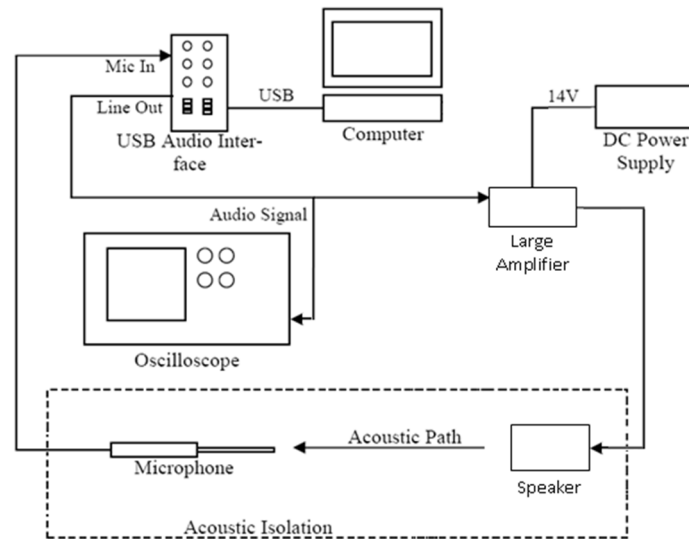 Mic In
Line Out
USB
USB Audio Inter-
face
Computer
14V
DC Power
Supply
Audio Signal
Large
Amplifier
Oscilloscope
Acoustic Path
Microphone
Speaker
Acoustic Isolation